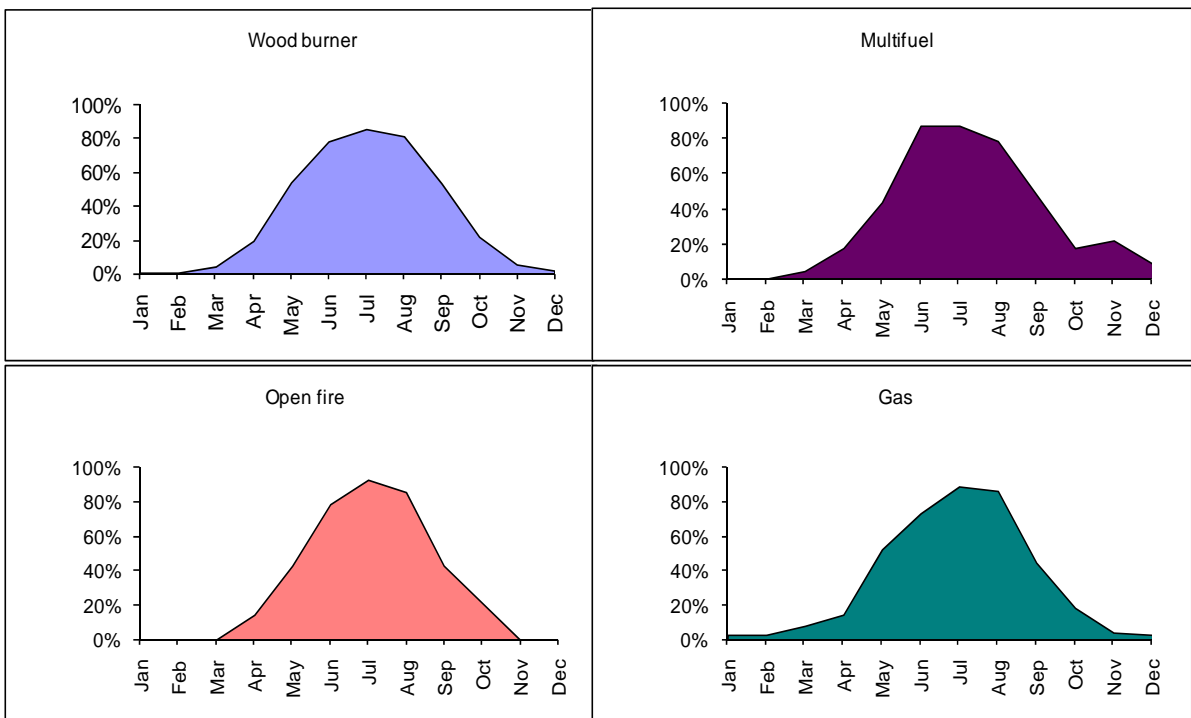 Wood burner
100%
80%
60%
40%
20%
0%
Jan
Feb
Mar
Apr
May
Jun
Jul
Aug
Sep
Oct
Nov
Dec
Multifuel
100%
80%
60%
40%
20%
0%
Jan
Feb
Mar
Apr
May
Jun
Jul
Aug
Sep
Oct
Nov
Dec
Open fire
100%
80%
60%
40%
20%
0%
Jan
Feb
Mar
Apr
May
Jun
Jul
Aug
Sep
Oct
Nov
Dec
Gas
100%
80%
60%
40%
20%
0%
Jan
Feb
Mar
Apr
May
Jun
Jul
Aug
Sep
Oct
Nov
Dec